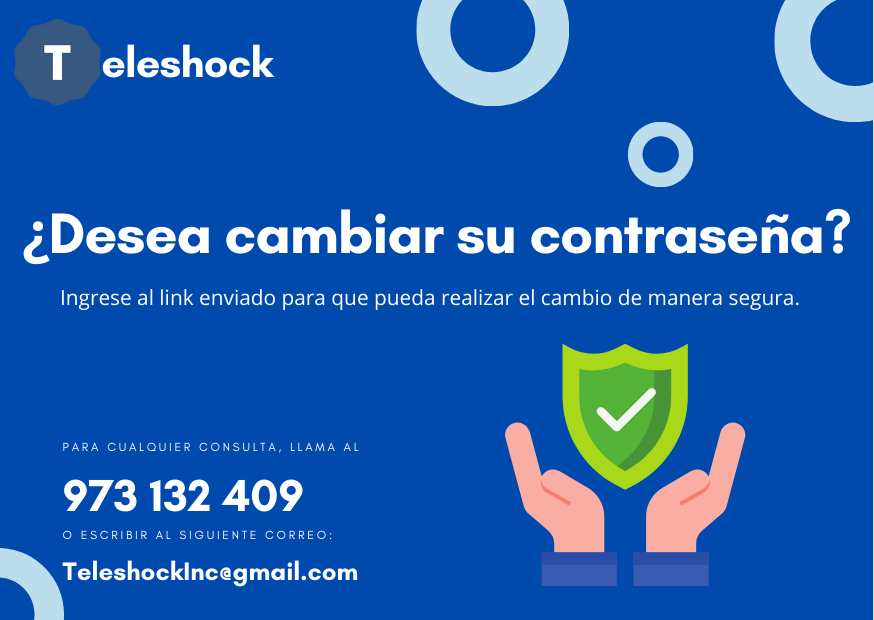 Teleshock
¿Desea cambiar su contraseña?
Ingrese al link enviado para que pueda realizar el cambio de manera segura.
PARA CUALQUIER CONSULTA, LLAMA AL
973 132 409
O ESCRIBIR AL SIGUIENTE CORREO:
TeleshockInc@gmail.com